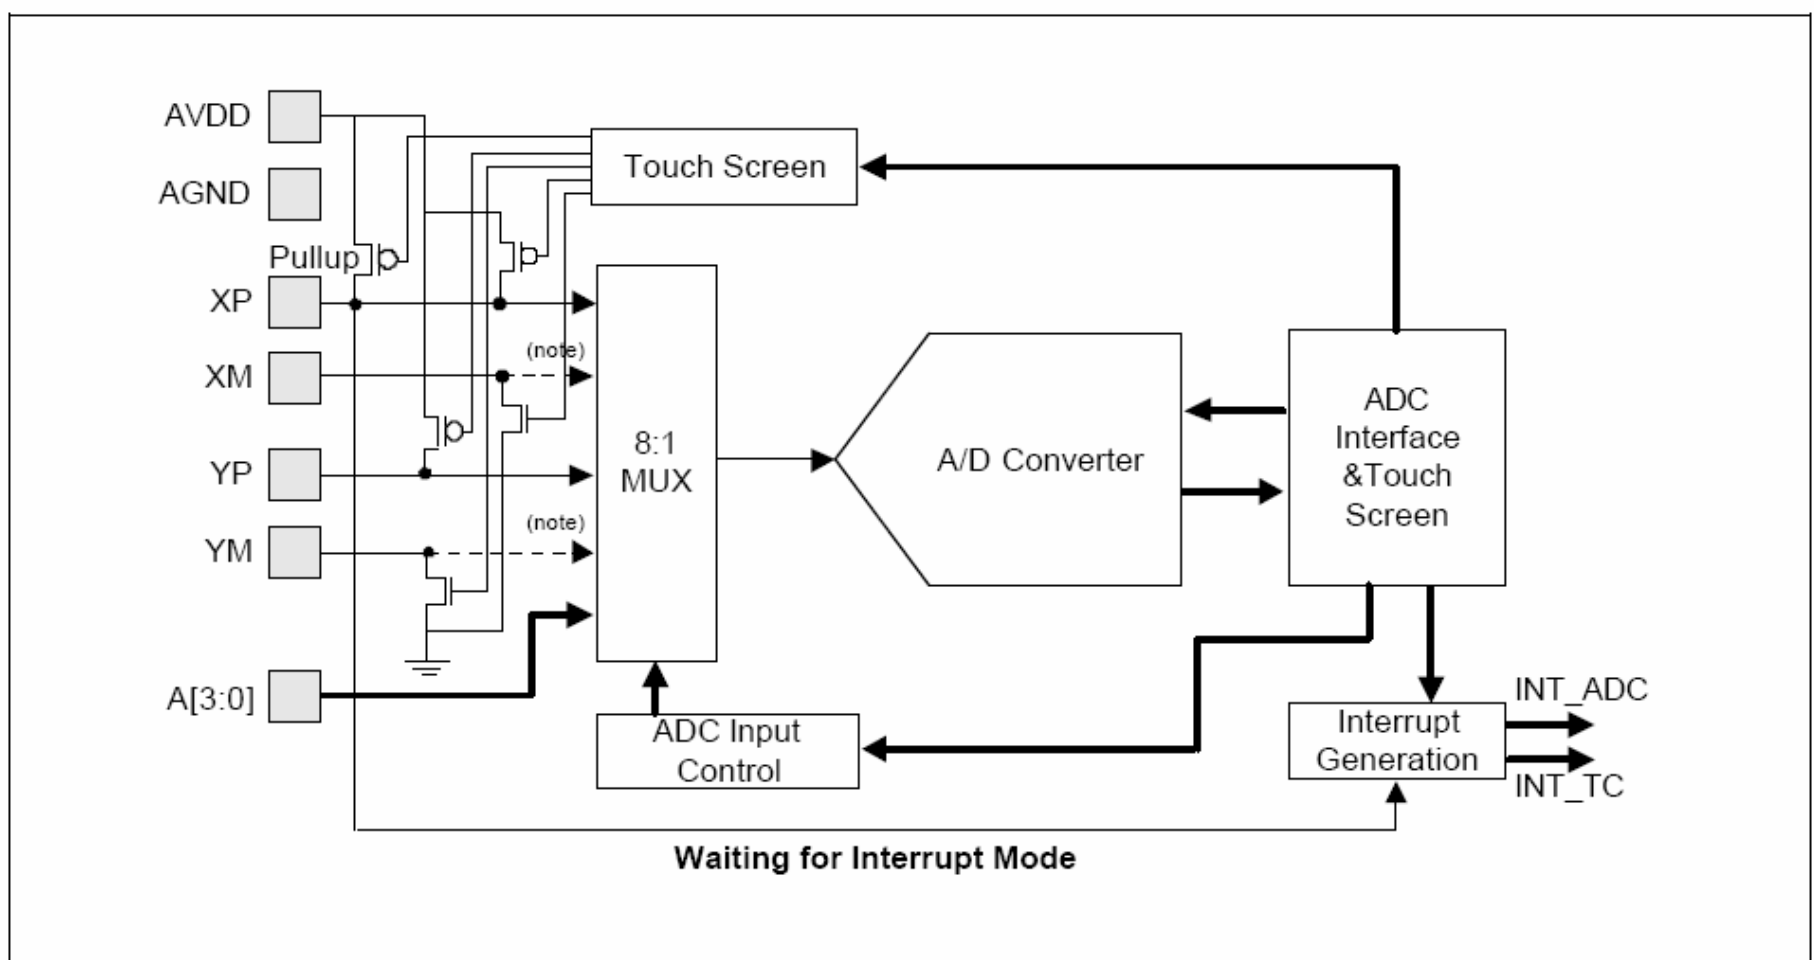 AVDD
Touch Screen
AGND
Pullup
XP
(note)
XM
8:1
MUX
A/D Converter
ADC
Interface
&Touch
Screen
YP
(note)
YM
A[3:0]
ADC Input
Control
Interrupt
Generation
INT_ADC
INT_TC
Waiting for Interrupt Mode